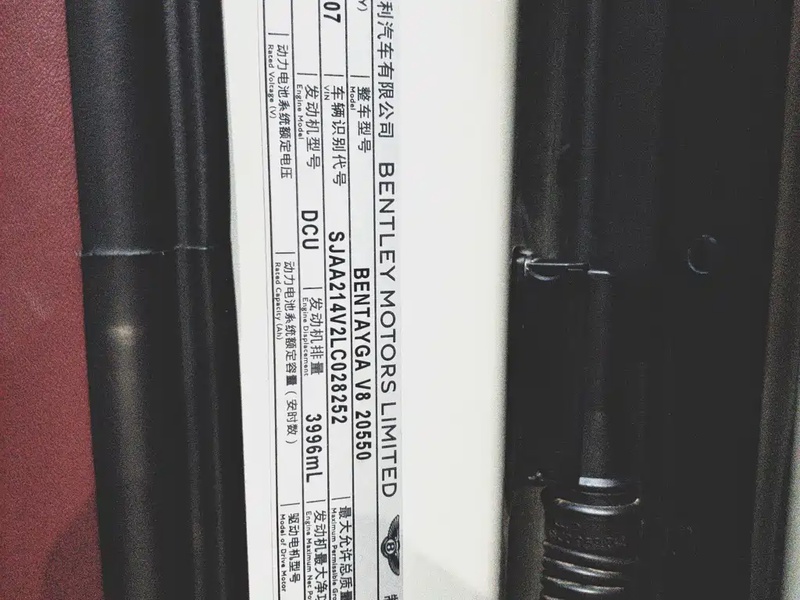 利汽车有限公司 BENTLEY MOTORS LIMITED
整车型号 BENTAYGA V8 20550
Model
07 车辆识别代号 SJAA214V2LC028252 最大允许总质量
VIN Maximum Permissible
发动机型号 DCU 发动机排量 3996mL 发动机最大净
Engine Model Engine Displacement Engine Maximum Net
动力电池系统额定电压 动力电池系统额定容量(安时数) 驱动电机型号
Rated Voltage (V) Rated Capacity (Ah) Model of Drive Motor